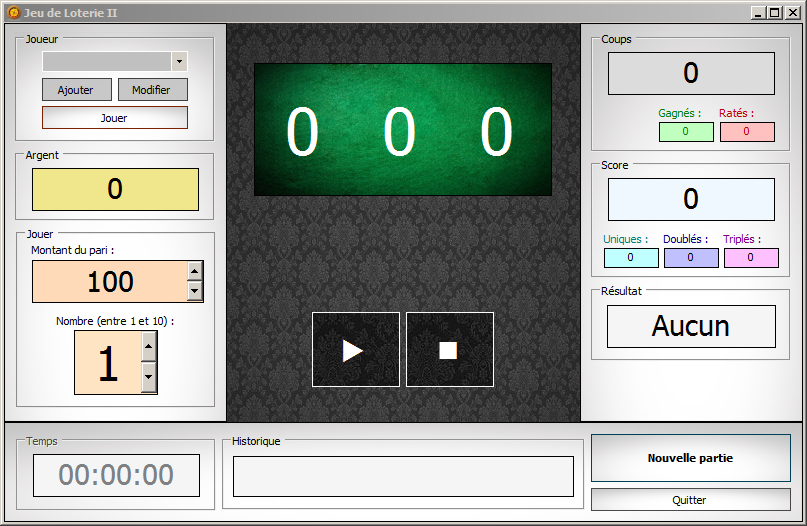 Jeu de Loterie II
Joueur
Ajouter
Modifier
Jouer
Argent
0
Jouer
Montant du pari :
100
Nombre (entre 1 et 10) :
1
0 0 0
Coups
0
Gagnés : Ratés :
0 0
Score
0
Uniques : Doublés : Triplés :
0 0 0
Résultat
Aucun
Temps
00:00:00
Historique
Nouvelle partie
Quitter